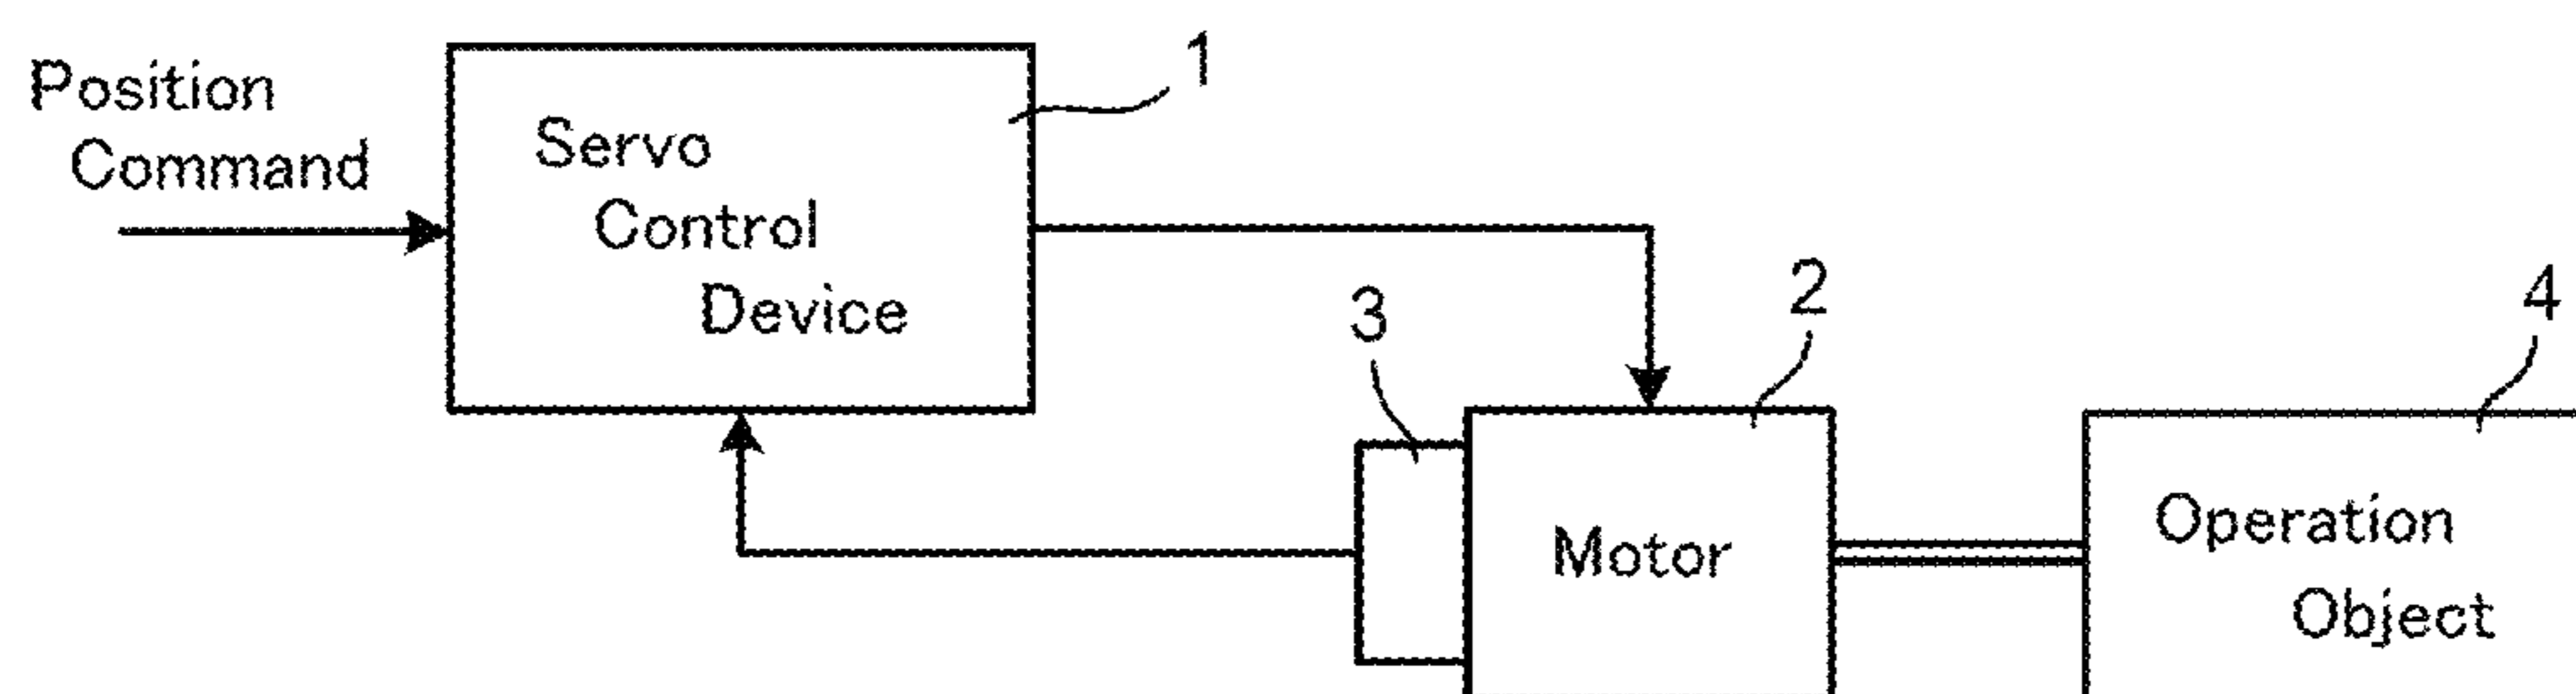 Position
Command
Servo
Control
Device
1
2
3
4
Motor
Operation
Object